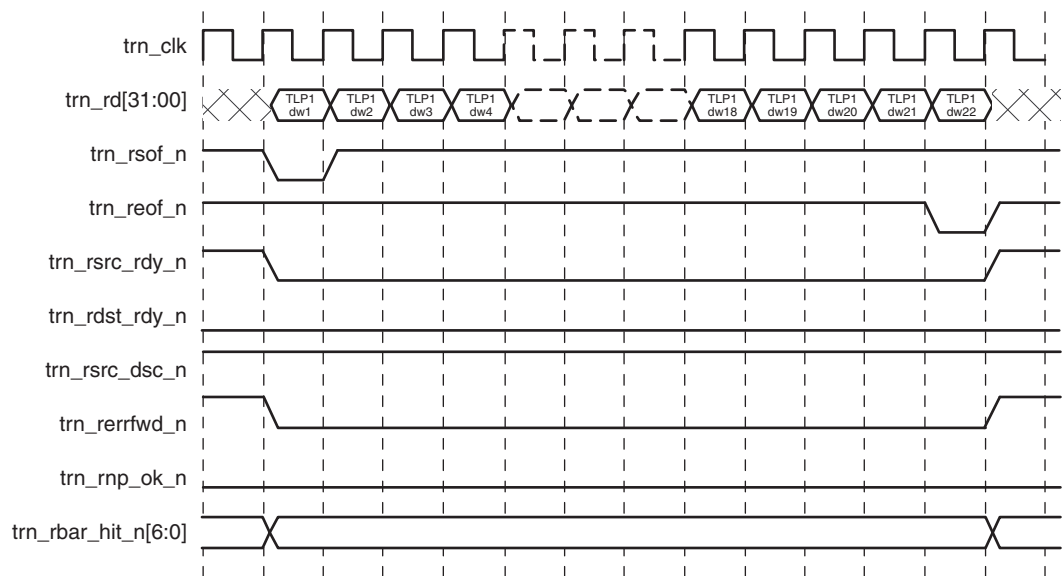 trn_clk
trn_rd[31:00]
TLP1 TLP1 TLP1 TLP1 TLP1 TLP1 TLP1 TLP1 TLP1
dw1 dw2 dw3 dw4 dw18 dw19 dw20 dw21 dw22
trn_rsof_n
trn_reof_n
trn_rsrc_rdy_n
trn_rdst_rdy_n
trn_rsrc_dsc_n
trn_rerrfwd_n
trn_rnp_ok_n
trn_rbar_hit_n[6:0]